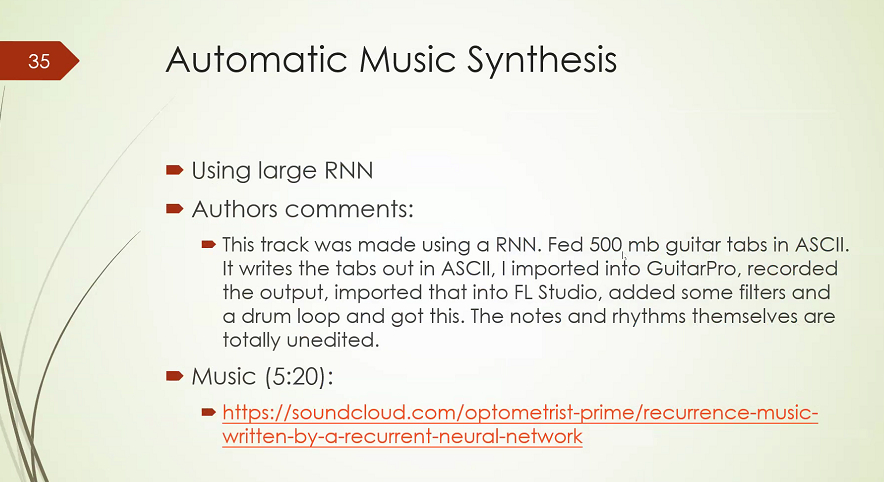 35
Automatic Music Synthesis
Using large RNN
Authors comments:
This track was made using a RNN. Fed 500 mb guitar tabs in ASCII.
It writes the tabs out in ASCII, I imported into GuitarPro, recorded
the output, imported that into FL Studio, added some filters and
a drum loop and got this. The notes and rhythms themselves are
totally unedited.
Music (5:20):
https://soundcloud.com/optometrist-prime/recurrence-music-
written-by-a-recurrent-neural-network